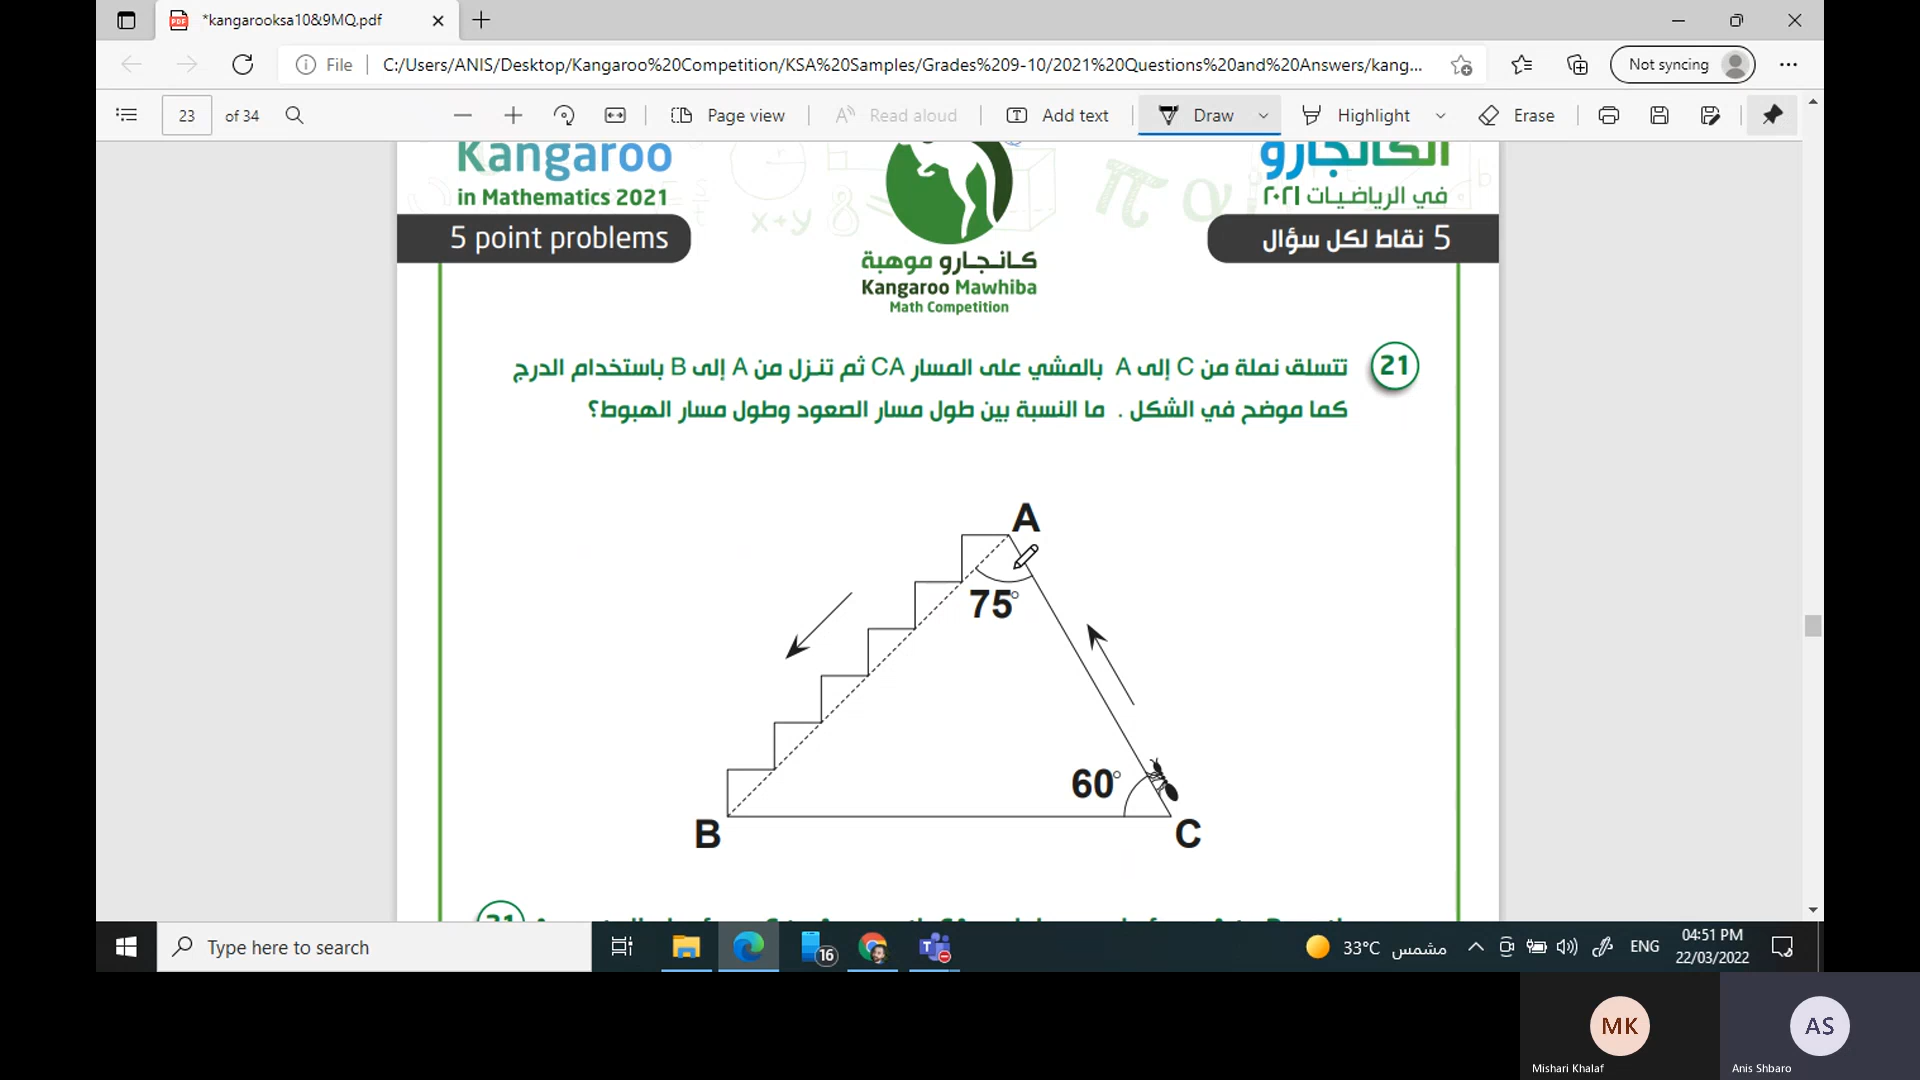 *kangarooksa10&9MQ.pdf
File
C:/Users/ANIS/Desktop/Kangaroo%20Competition/KSA%20Samples/Grades%209-10/2021%20Questions%20and%20Answers/kang...
Not syncing
23 of 34
Page view
Read aloud
Add text
Draw
Highlight
Erase
Kangaroo
in Mathematics 2021
الكانجارو
في الرياضيات ٢٠٢١
x+y
π α
5 point problems
5 نقاط لكل سؤال
كانجارو موهبة
Kangaroo Mawhiba
Math Competition
21
تتسلق نملة من C إلى A بالمشي على المسار CA ثم تنزل من A إلى B باستخدام الدرج
كما موضح في الشكل . ما النسبة بين طول مسار الصعود وطول مسار الهبوط؟
A
75°
60°
B
C
Type here to search
16
33°C مشمس
ENG
04:51 PM
22/03/2022
MK
Mishari Khalaf
AS
Anis Shbaro